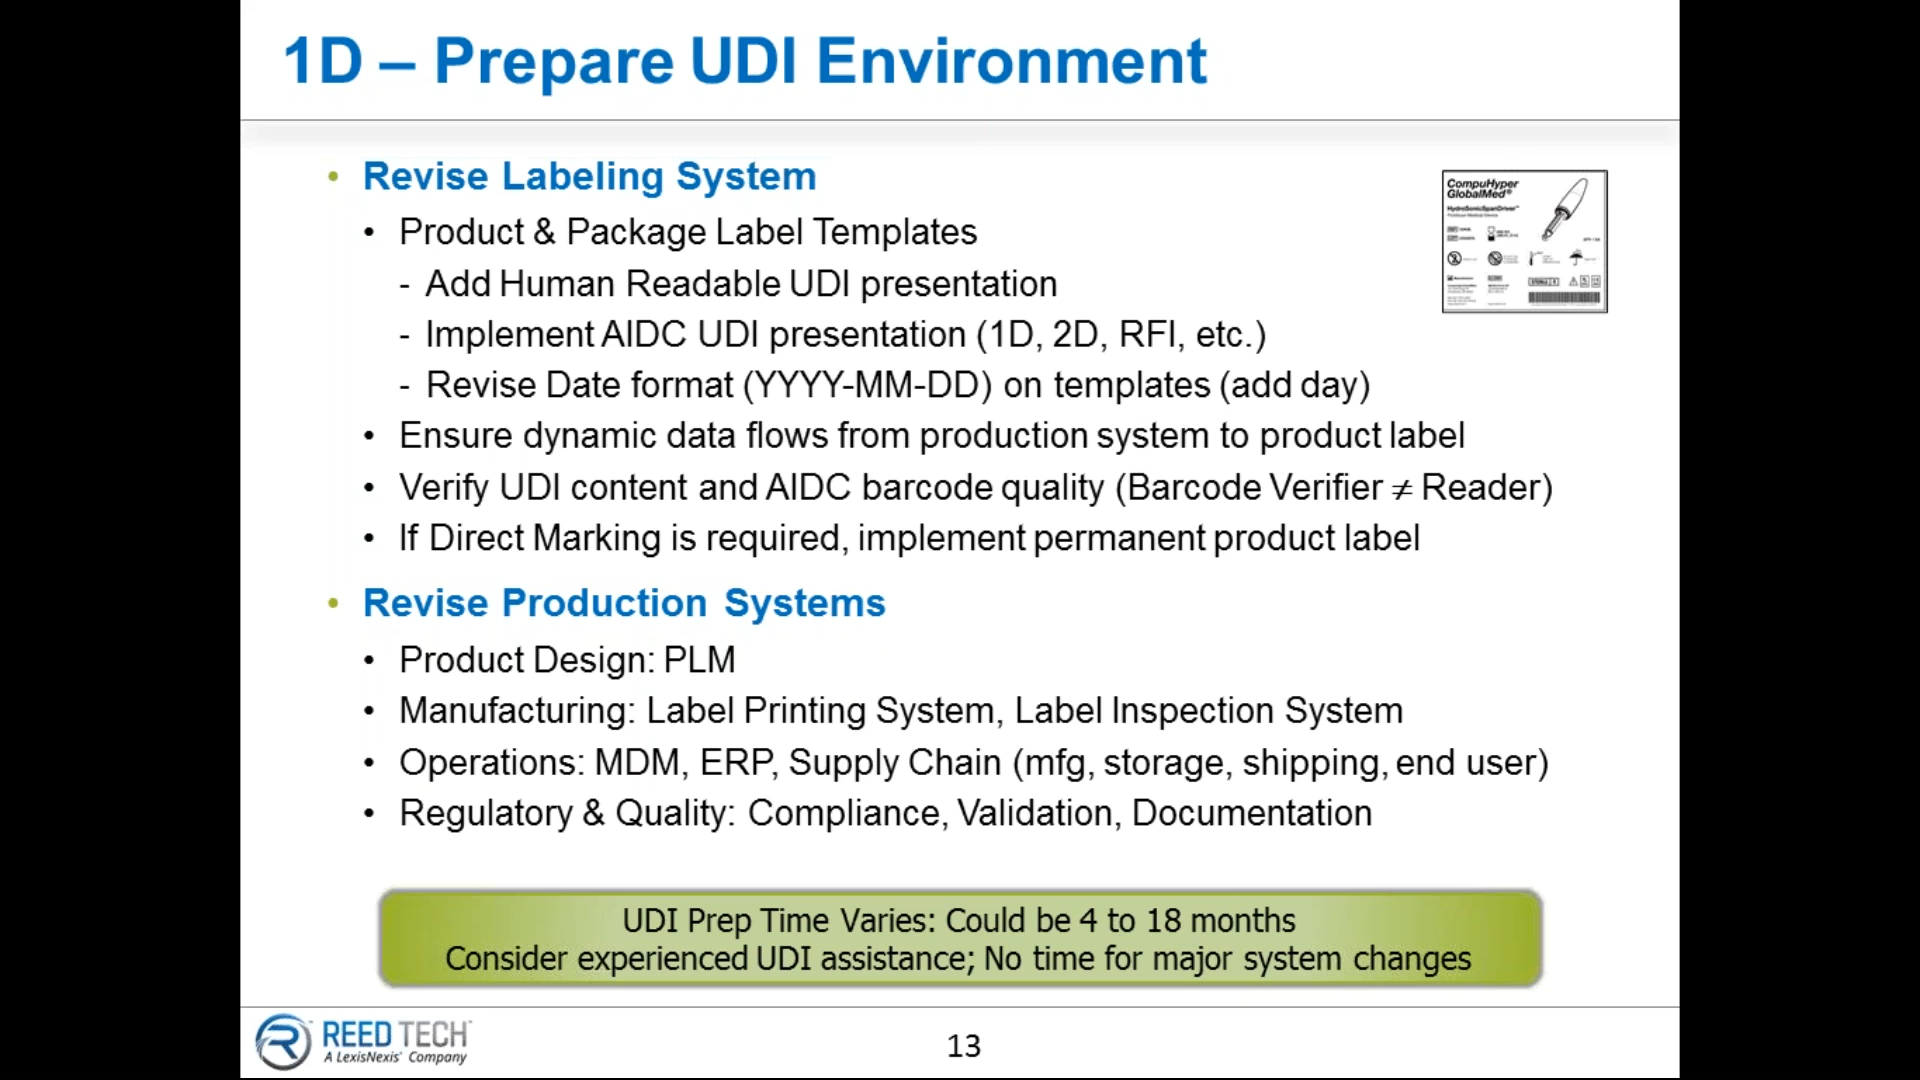 1D – Prepare UDI Environment
• Revise Labeling System
• Product & Package Label Templates
- Add Human Readable UDI presentation
- Implement AIDC UDI presentation (1D, 2D, RFI, etc.)
- Revise Date format (YYYY-MM-DD) on templates (add day)
• Ensure dynamic data flows from production system to product label
• Verify UDI content and AIDC barcode quality (Barcode Verifier ≠ Reader)
• If Direct Marking is required, implement permanent product label
CompuHyper
GlobalMed®
HydroSonicSpanDriver™
• Revise Production Systems
• Product Design: PLM
• Manufacturing: Label Printing System, Label Inspection System
• Operations: MDM, ERP, Supply Chain (mfg, storage, shipping, end user)
• Regulatory & Quality: Compliance, Validation, Documentation
UDI Prep Time Varies: Could be 4 to 18 months
Consider experienced UDI assistance; No time for major system changes
REED TECH™
A LexisNexis® Company
13